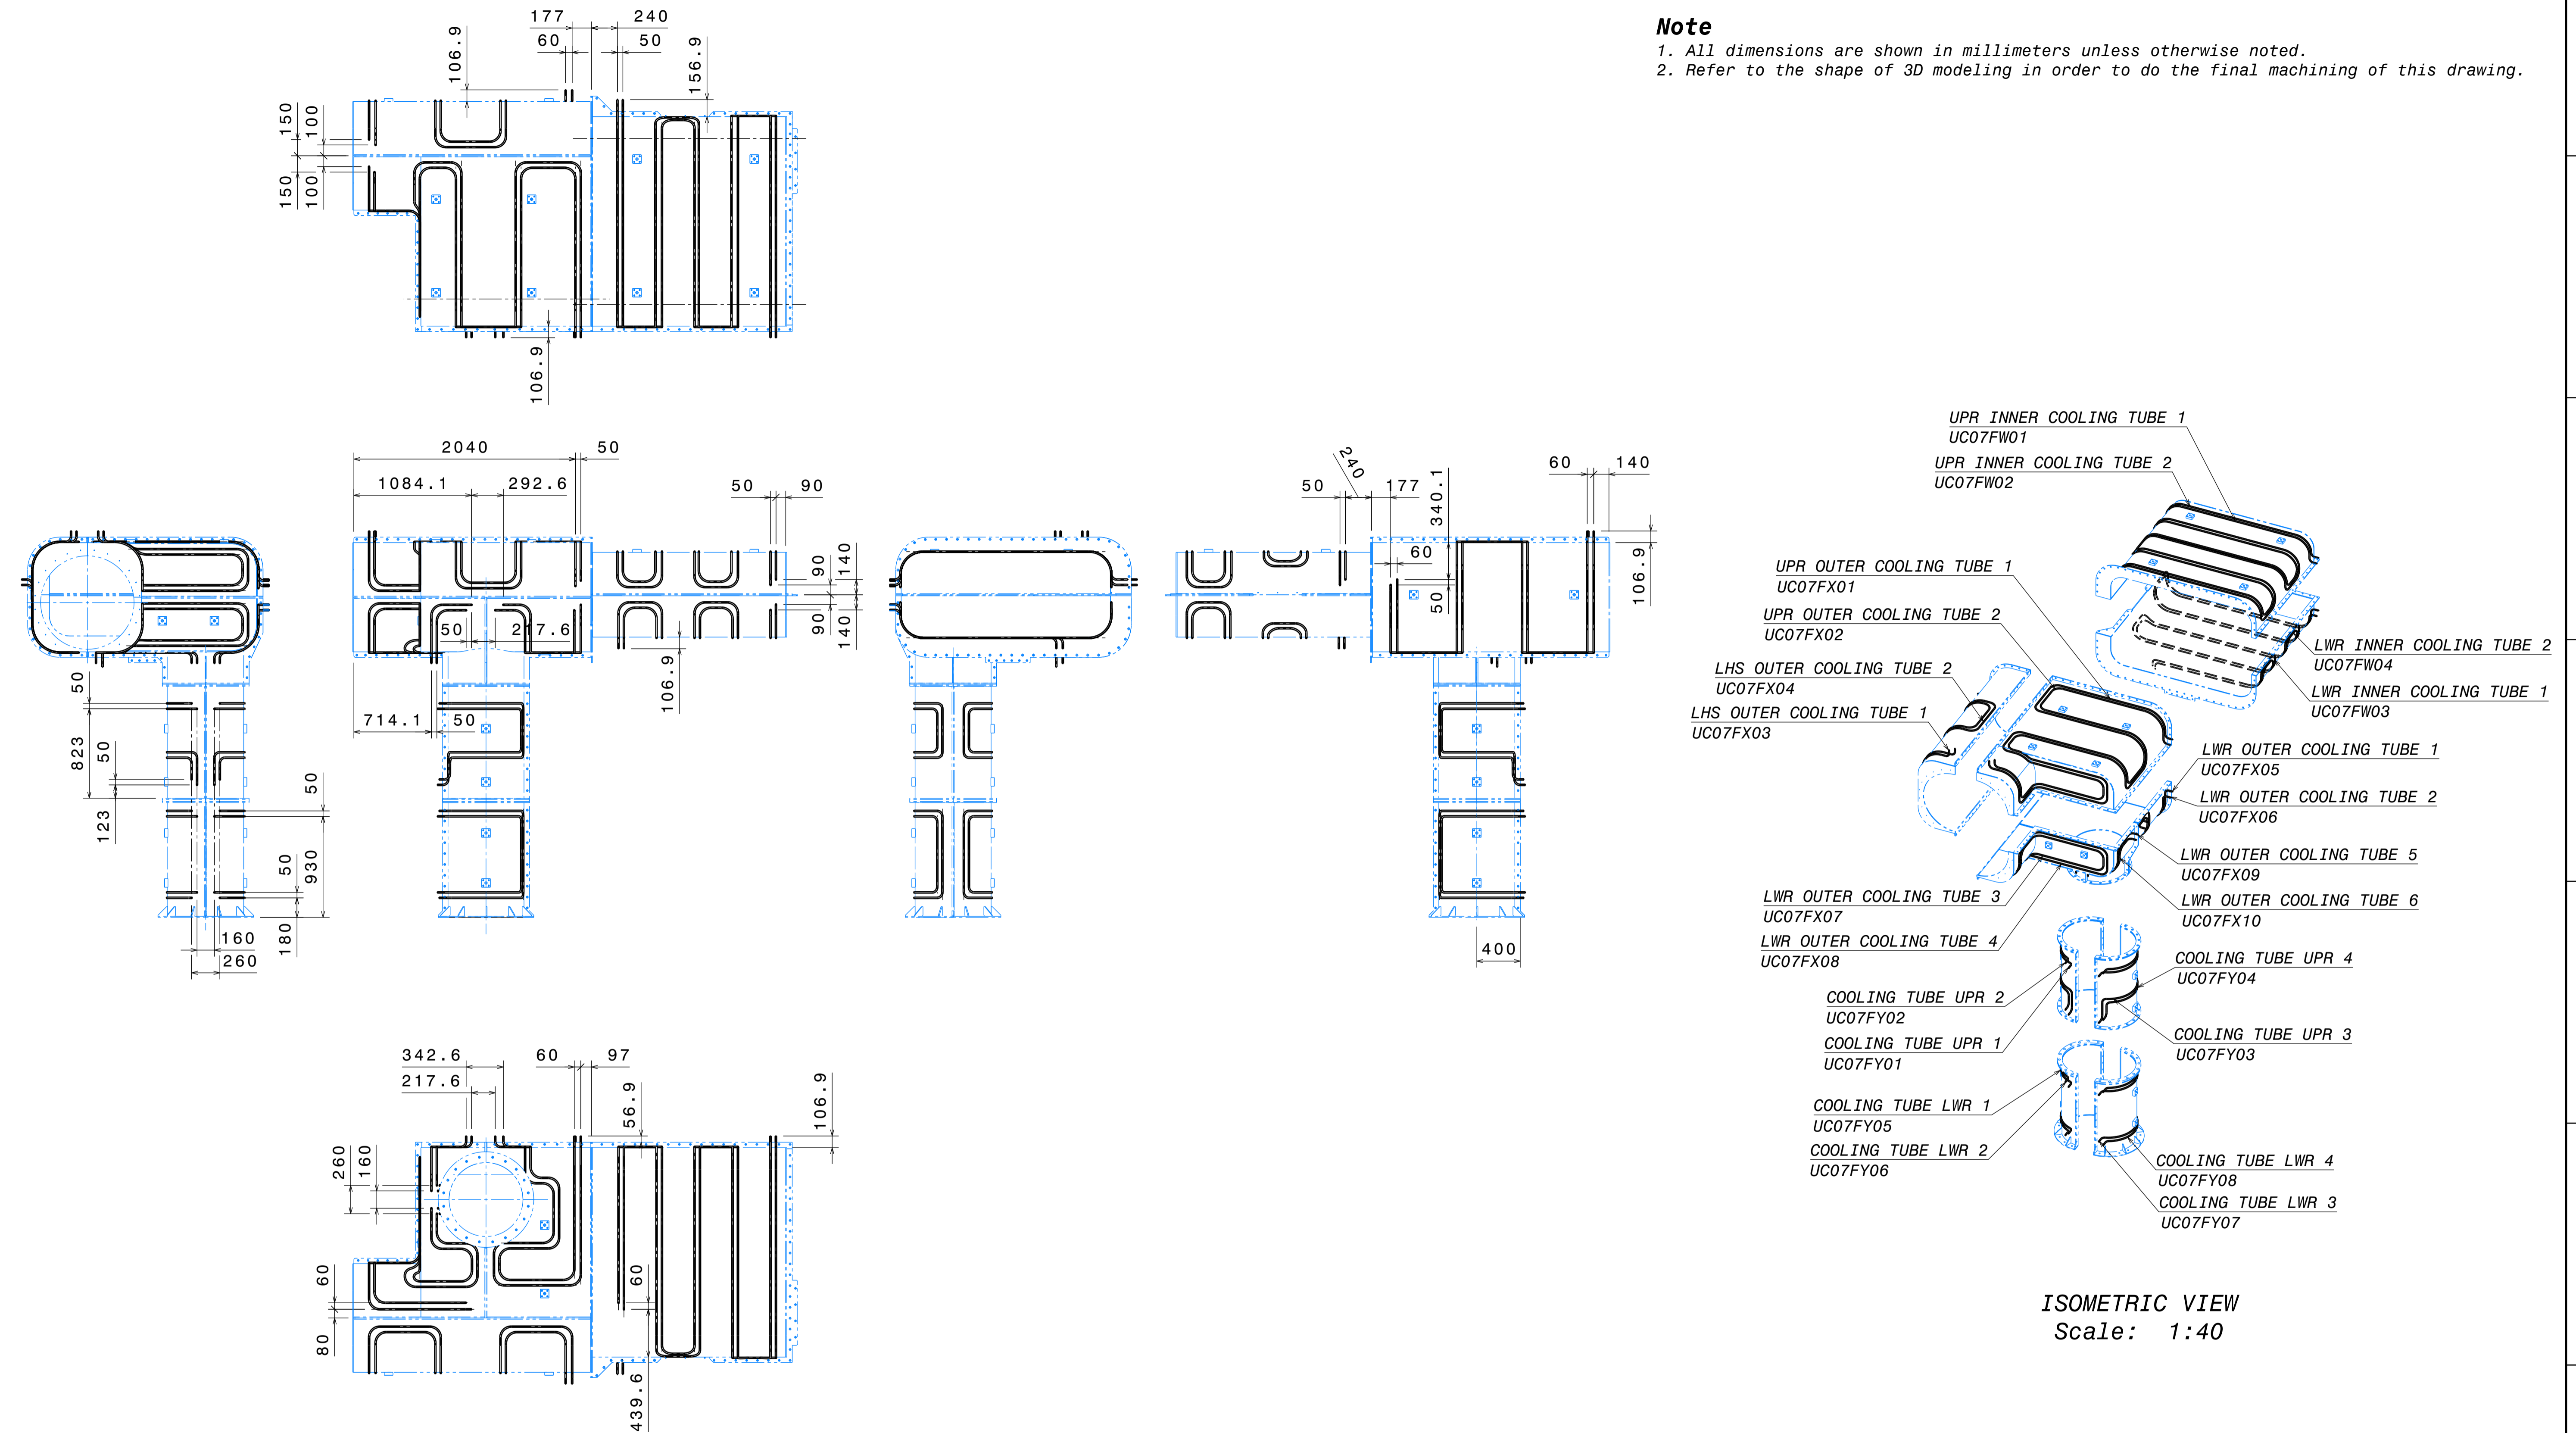 Note
1. All dimensions are shown in millimeters unless otherwise noted.
2. Refer to the shape of 3D modeling in order to do the final machining of this drawing.
177
240
60
50
106.9
156.9
150
100
150
100
106.9
2040
50
1084.1
292.6
50
90
90
140
50
217.6
90
140
106.9
714.1
50
50
823
50
123
50
50
930
180
160
260
240
50
177
340.1
60
50
60
140
106.9
400
342.6
217.6
60
97
56.9
106.9
260
160
60
80
60
439.6
UPR INNER COOLING TUBE 1
UC07FW01
UPR INNER COOLING TUBE 2
UC07FW02
UPR OUTER COOLING TUBE 1
UC07FX01
UPR OUTER COOLING TUBE 2
UC07FX02
LWR INNER COOLING TUBE 2
UC07FW04
LHS OUTER COOLING TUBE 2
UC07FX04
LWR INNER COOLING TUBE 1
UC07FW03
LHS OUTER COOLING TUBE 1
UC07FX03
LWR OUTER COOLING TUBE 1
UC07FX05
LWR OUTER COOLING TUBE 2
UC07FX06
LWR OUTER COOLING TUBE 5
UC07FX09
LWR OUTER COOLING TUBE 3
UC07FX07
LWR OUTER COOLING TUBE 6
UC07FX10
LWR OUTER COOLING TUBE 4
UC07FX08
COOLING TUBE UPR 4
UC07FY04
COOLING TUBE UPR 2
UC07FY02
COOLING TUBE UPR 3
UC07FY03
COOLING TUBE UPR 1
UC07FY01
COOLING TUBE LWR 1
UC07FY05
COOLING TUBE LWR 2
UC07FY06
COOLING TUBE LWR 4
UC07FY08
COOLING TUBE LWR 3
UC07FY07
ISOMETRIC VIEW
Scale: 1:40